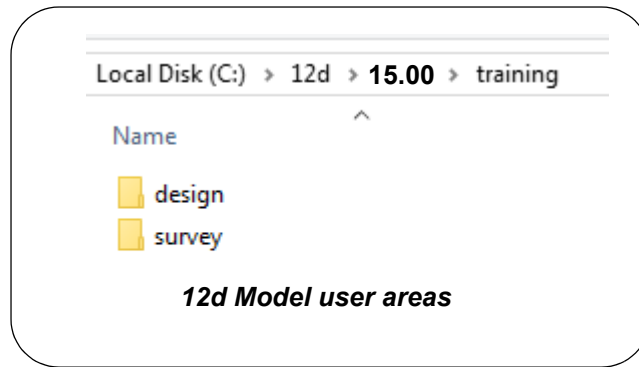 Local Disk (C:) > 12d > 15.00 > training
Name
design
survey
12d Model user areas